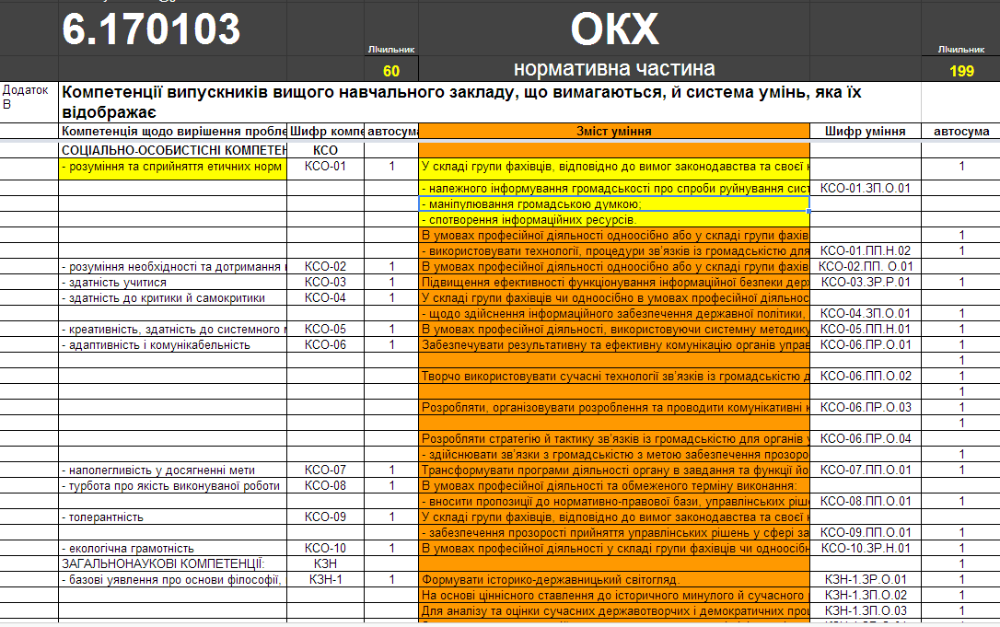 6.170103 ОКХ
Лічильник Лічильник
60 нормативна частина 199
Додаток В Компетенції випускників вищого навчального закладу, що вимагаються, й система умінь, яка їх
відображає
Компетенція щодо вирішення пробле Шифр компе автосума Зміст уміння Шифр уміння автосума
СОЦІАЛЬНО-ОСОБИСТІСНІ КОМПЕТЕН КСО
- розуміння та сприйняття етичних норм КСО-01 1 У складі групи фахівців, відповідно до вимог законодавства та своєї 1
- належного інформування громадськості про спроби руйнування сист КСО-01.ЗП.О.01
- маніпулювання громадською думкою;
- спотворення інформаційних ресурсів.
В умовах професійної діяльності одноосібно або у складі групи фахів 1
- використовувати технології, процедури зв’язків із громадськістю для КСО-01.ПП.Н.02 1
- розуміння необхідності та дотримання КСО-02 1 В умовах професійної діяльності одноосібно або у складі групи фахів КСО-02.ПП. О.01
- здатність учитися КСО-03 1 Підвищення ефективності функціонування інформаційної безпеки дер КСО-03.ЗР.Р.01 1
- здатність до критики й самокритики КСО-04 1 У складі групи фахівців чи одноосібно в умовах професійної діяльнос
- щодо здійснення інформаційного забезпечення державної політики, КСО-04.ЗП.О.01 1
- креативність, здатність до системного КСО-05 1 В умовах професійної діяльності, використовуючи системну методику КСО-05.ПП.Н.01 1
- адаптивність і комунікабельність КСО-06 1 Забезпечувати результативну та ефективну комунікацію органів управ КСО-06.ПР.О.01 1
1
Творчо використовувати сучасні технології зв’язків із громадськістю д КСО-06.ПП.О.02 1
1
Розробляти, організовувати розроблення та проводити комунікативні КСО-06.ПР.О.03 1
1
Розробляти стратегію й тактику зв’язків із громадськістю для органів КСО-06.ПР.О.04
- здійснювати зв’язки з громадськістю з метою забезпечення прозоро 1
- наполегливість у досягненні мети КСО-07 1 Трансформувати програми діяльності органу в завдання та функції йо КСО-07.ПП.О.01 1
- турбота про якість виконуваної роботи КСО-08 1 В умовах професійної діяльності та обмеженого терміну виконання:
- вносити пропозиції до нормативно-правової бази, управлінських ріш КСО-08.ПП.О.01 1
- толерантність КСО-09 1 У складі групи фахівців, відповідно до вимог законодавства та своєї
- забезпечення прозорості прийняття управлінських рішень у сфері за КСО-09.ПП.О.01 1
- екологічна грамотність КСО-10 1 В умовах професійної діяльності у складі групи фахівців чи одноосібн КСО-10.ЗР.Н.01 1
ЗАГАЛЬНОНАУКОВІ КОМПЕТЕНЦІЇ: КЗН 1
- базові уявлення про основи філософії, КЗН-1 1 Формувати історико-державницький світогляд. КЗН-1.ЗР.О.01 1
На основі ціннісного ставлення до історичного минулого й сучасного КЗН-1.ЗП.О.02 1
Для аналізу та оцінки сучасних державотворчих і демократичних про КЗН-1.ЗП.О.03 1